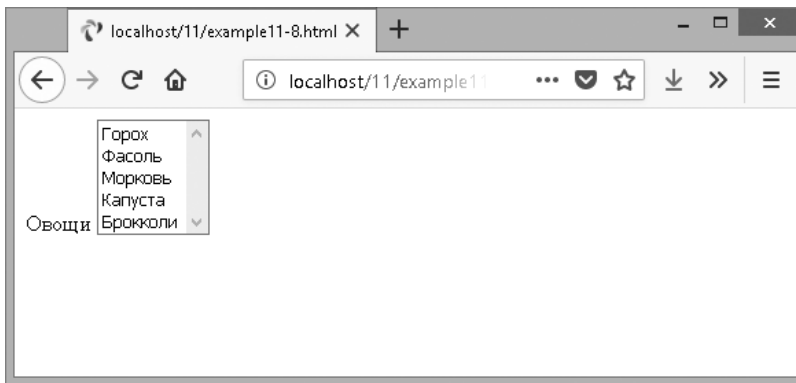 localhost/11/example11-8.html
localhost/11/example11
Горох
Фасоль
Морковь
Капуста
Овощи Брокколи